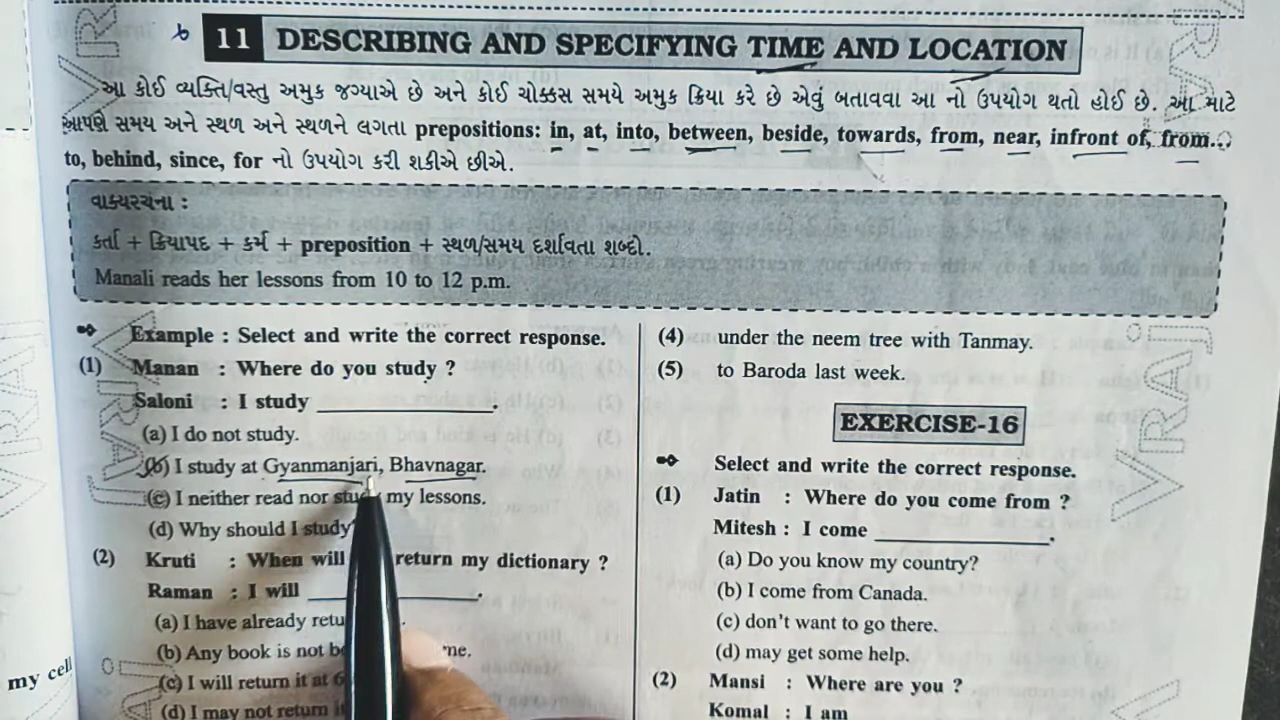 11 DESCRIBING AND SPECIFYING TIME AND LOCATION
આ કોઈ વ્યક્તિ/વસ્તુ અમુક જગ્યાએ છે અને કોઈ ચોક્કસ સમયે અમુક ક્રિયા કરે છે એવું બતાવવા આ નો ઉપયોગ થતો હોઈ છે. આ માટે
આપણે સમય અને સ્થળ અને સ્થળને લગતા prepositions: in, at, into, between, beside, towards, from, near, infront of, from...
to, behind, since, for નો ઉપયોગ કરી શકીએ છીએ.
વાક્યરચના :
કર્તા + ક્રિયાપદ + કર્મ + preposition + સ્થળ/સમય દર્શાવતા શબ્દો.
Manali reads her lessons from 10 to 12 p.m.
Example : Select and write the correct response.
(1) Manan : Where do you study ?
Saloni : I study ________________.
(a) I do not study.
(b) I study at Gyanmanjari, Bhavnagar.
(c) I neither read nor study my lessons.
(d) Why should I study
(2) Kruti : When will return my dictionary ?
Raman : I will ________________.
(a) I have already
(b) Any book is not
(c) I will return it at
(d) I may not return
(4) under the neem tree with Tanmay.
(5) to Baroda last week.
EXERCISE-16
Select and write the correct response.
(1) Jatin : Where do you come from ?
Mitesh : I come ________________.
(a) Do you know my country?
(b) I come from Canada.
(c) don't want to go there.
(d) may get some help.
(2) Mansi : Where are you ?
Komal : I am
my cell
VRAJ